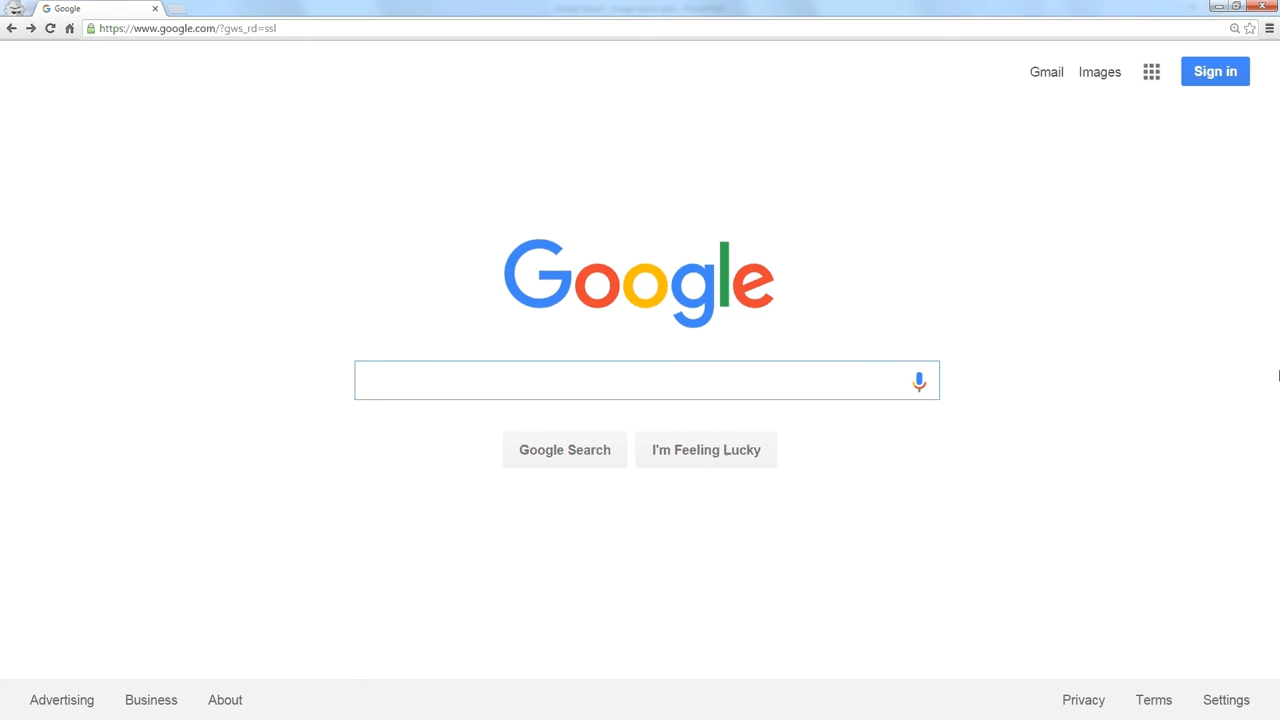 Google
https://www.google.com/?gws_rd=ssl
Gmail Images Sign in
Google
Google Search I'm Feeling Lucky
Advertising Business About Privacy Terms Settings